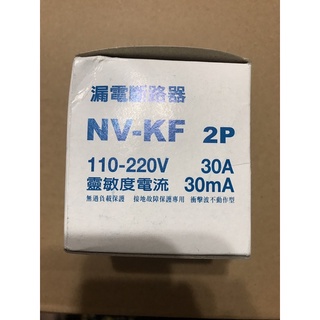 漏電斷路器
NV-KF 2P
110-220V 30A
靈敏度電流 30mA
無過負載保護 接地故障保護專用 衝擊波不動作型